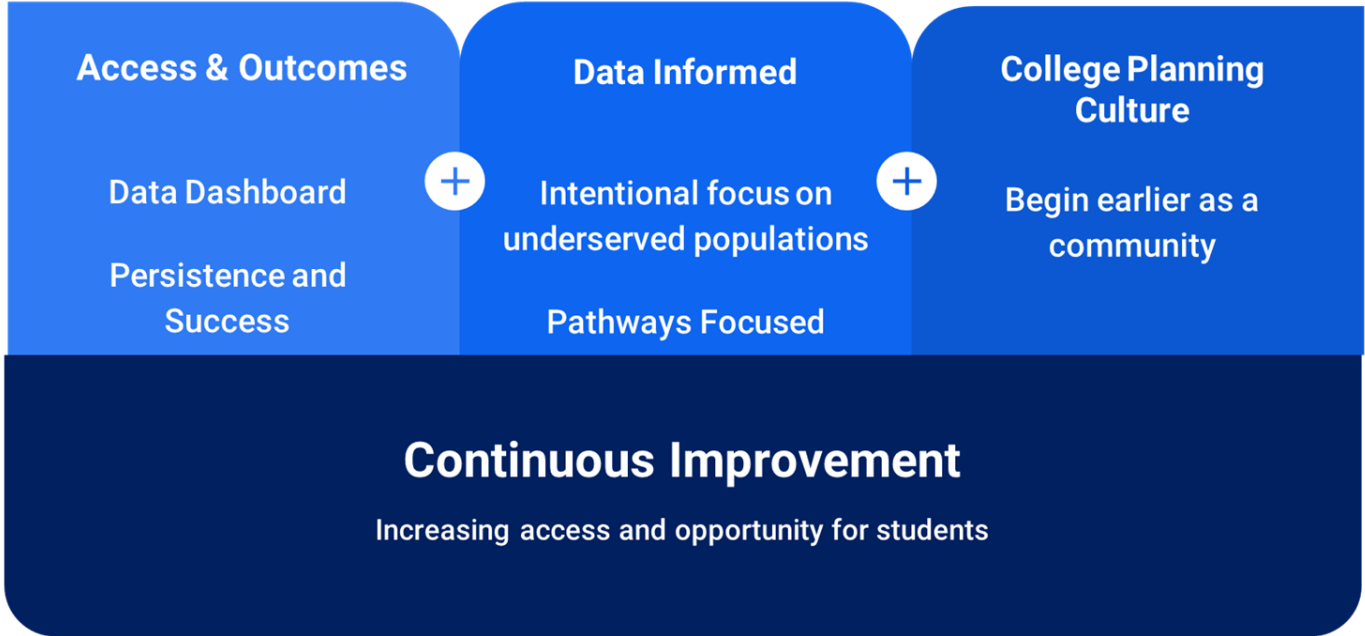 Access & Outcomes
Data Dashboard
Persistence and
Success
Data Informed
Intentional focus on
underserved populations
Pathways Focused
College Planning
Culture
Begin earlier as a
community
Continuous Improvement
Increasing access and opportunity for students